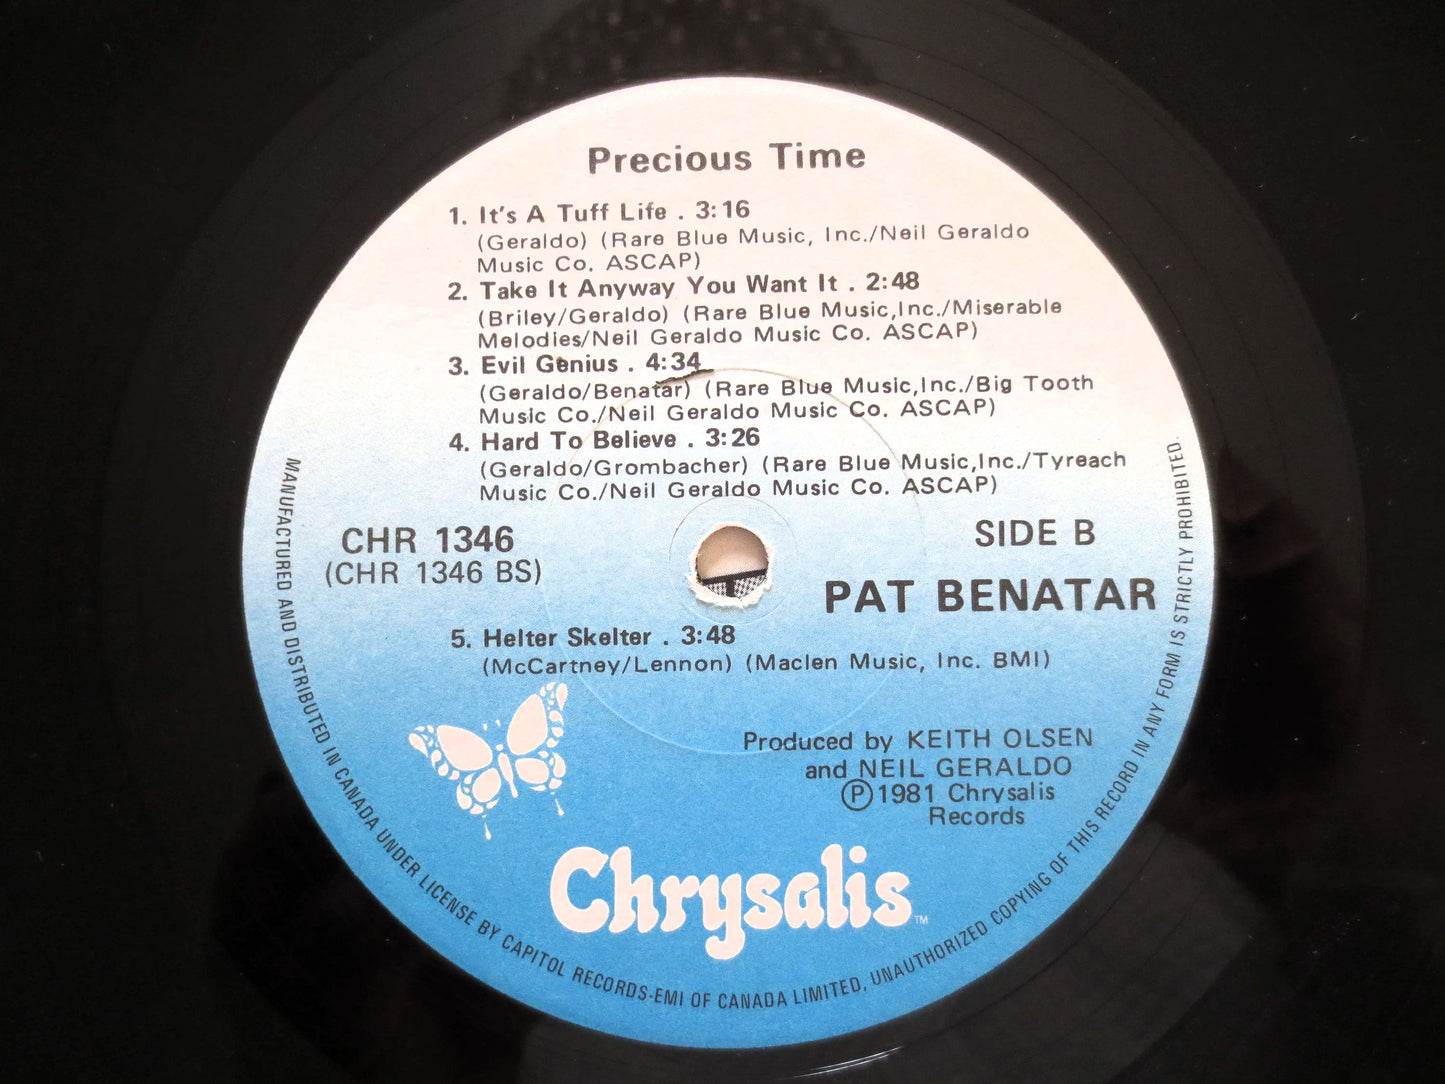 Precious Time
1. It's A Tuff Life . 3:16
(Geraldo) (Rare Blue Music, Inc./Neil Geraldo
Music Co. ASCAP)
2. Take It Anyway You Want It . 2:48
(Briley/Geraldo) (Rare Blue Music,Inc./Miserable
Melodies/Neil Geraldo Music Co. ASCAP)
3. Evil Genius . 4:34
(Geraldo/Benatar) (Rare Blue Music,Inc./Big Tooth
Music Co./Neil Geraldo Music Co. ASCAP)
4. Hard To Believe . 3:26
(Geraldo/Grombacher) (Rare Blue Music,Inc./Tyreach
Music Co./Neil Geraldo Music Co. ASCAP)
CHR 1346
(CHR 1346 BS)
SIDE B
PAT BENATAR
5. Helter Skelter . 3:48
(McCartney/Lennon) (Maclen Music, Inc. BMI)
Produced by KEITH OLSEN
and NEIL GERALDO
Ⓟ1981 Chrysalis
Records
Chrysalis™
MANUFACTURED AND DISTRIBUTED IN CANADA UNDER LICENSE BY CAPITOL RECORDS-EMI OF CANADA LIMITED, UNAUTHORIZED COPYING OF THIS RECORD IN ANY FORM IS STRICTLY PROHIBITED.